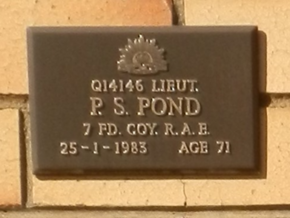 Q14146 LIEUT.
P. S. POND
7 FD. COY. R.A.E.
25-1-1983 AGE 71